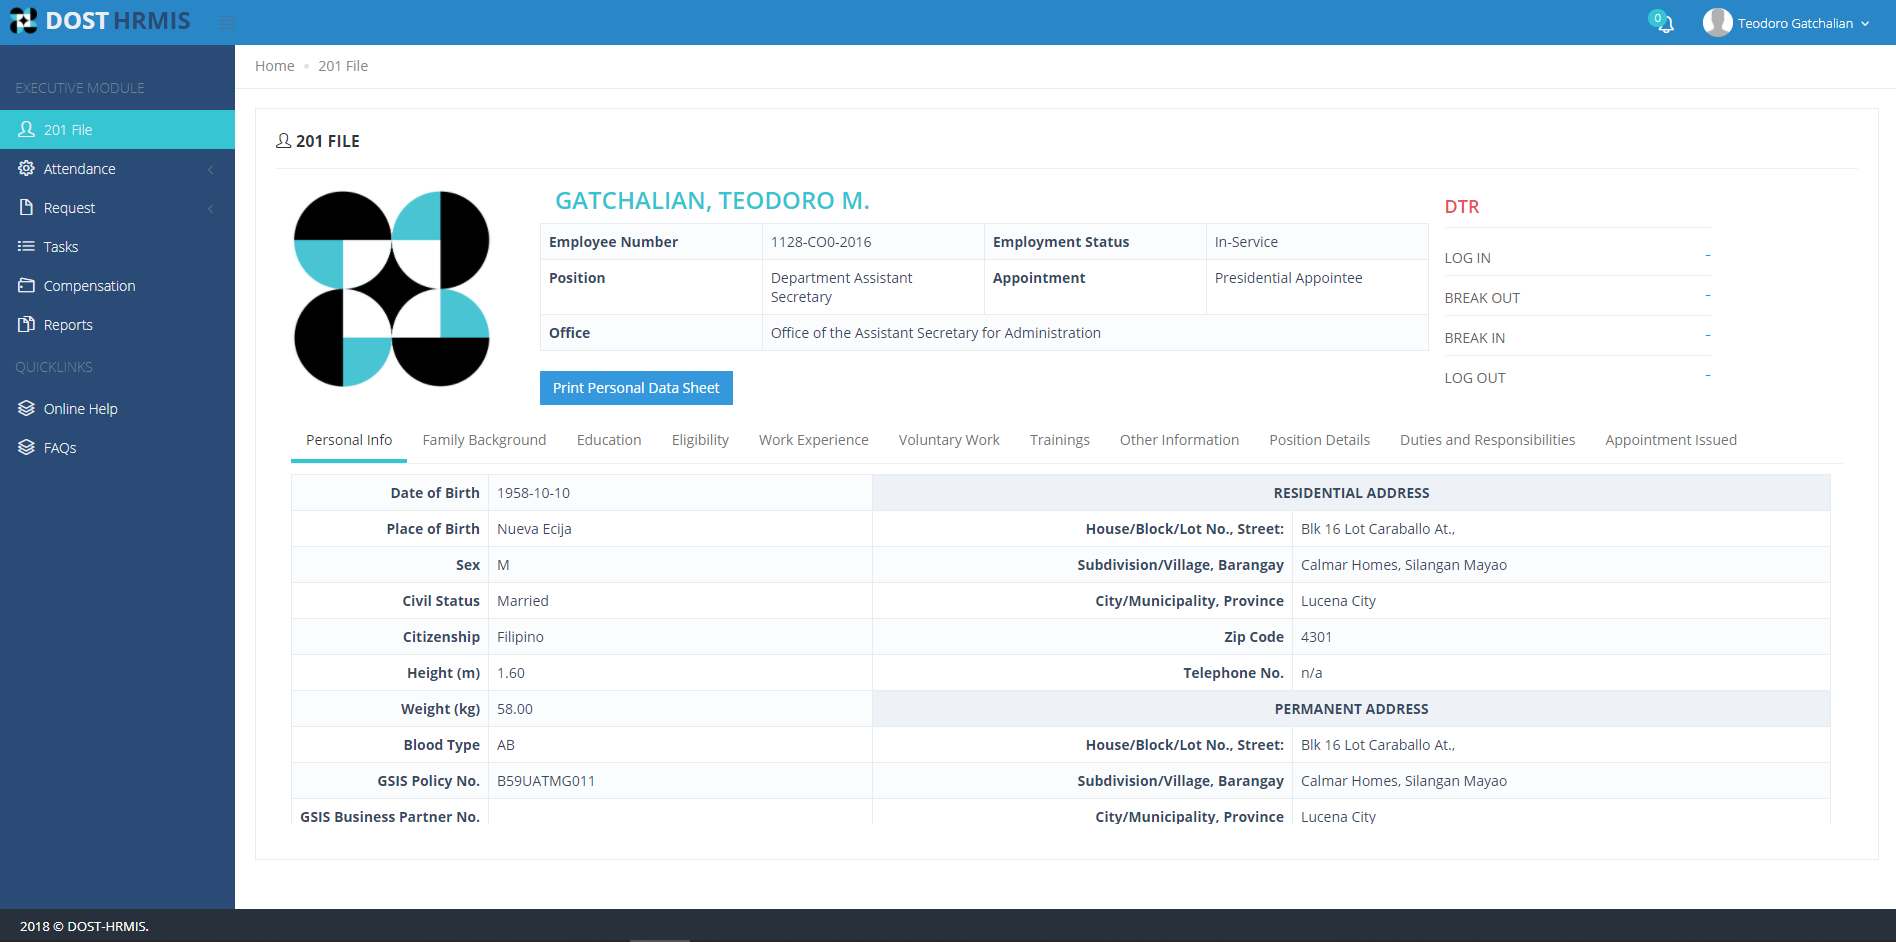 DOST HRMIS
0
Teodoro Gatchalian
EXECUTIVE MODULE
201 File
Attendance
Request
Tasks
Compensation
Reports
QUICKLINKS
Online Help
FAQs
Home 201 File
201 FILE
GATCHALIAN, TEODORO M.
Employee Number 1128-CO0-2016 Employment Status In-Service
Position Department Assistant Secretary Appointment Presidential Appointee
Office Office of the Assistant Secretary for Administration
Print Personal Data Sheet
DTR
LOG IN -
BREAK OUT -
BREAK IN -
LOG OUT -
Personal Info Family Background Education Eligibility Work Experience Voluntary Work Trainings Other Information Position Details Duties and Responsibilities Appointment Issued
Date of Birth 1958-10-10 RESIDENTIAL ADDRESS
Place of Birth Nueva Ecija House/Block/Lot No., Street: Blk 16 Lot Caraballo At.,
Sex M Subdivision/Village, Barangay Calmar Homes, Silangan Mayao
Civil Status Married City/Municipality, Province Lucena City
Citizenship Filipino Zip Code 4301
Height (m) 1.60 Telephone No. n/a
Weight (kg) 58.00 PERMANENT ADDRESS
Blood Type AB House/Block/Lot No., Street: Blk 16 Lot Caraballo At.,
GSIS Policy No. B59UATMG011 Subdivision/Village, Barangay Calmar Homes, Silangan Mayao
GSIS Business Partner No. City/Municipality, Province Lucena City
2018 © DOST-HRMIS.